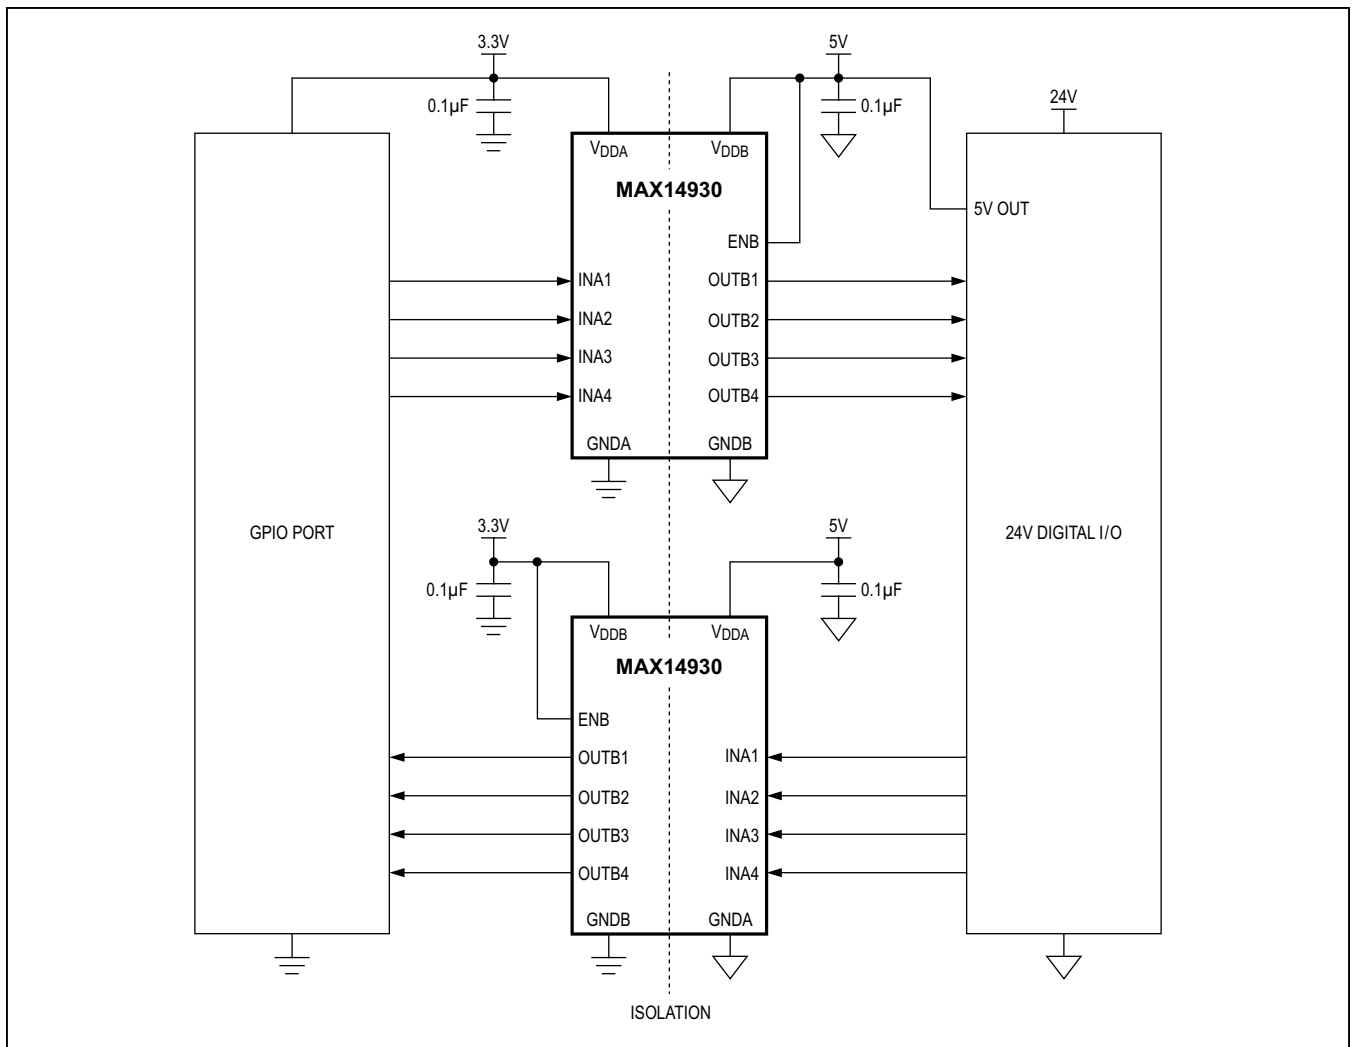 3.3V
5V
24V
0.1µF
0.1µF
VDDA
VDDB
MAX14930
5V OUT
ENB
INA1
OUTB1
INA2
OUTB2
INA3
OUTB3
INA4
OUTB4
GNDA
GNDB
GPIO PORT
3.3V
5V
24V DIGITAL I/O
0.1µF
0.1µF
VDDB
VDDA
MAX14930
ENB
OUTB1
INA1
OUTB2
INA2
OUTB3
INA3
OUTB4
INA4
GNDB
GNDA
ISOLATION